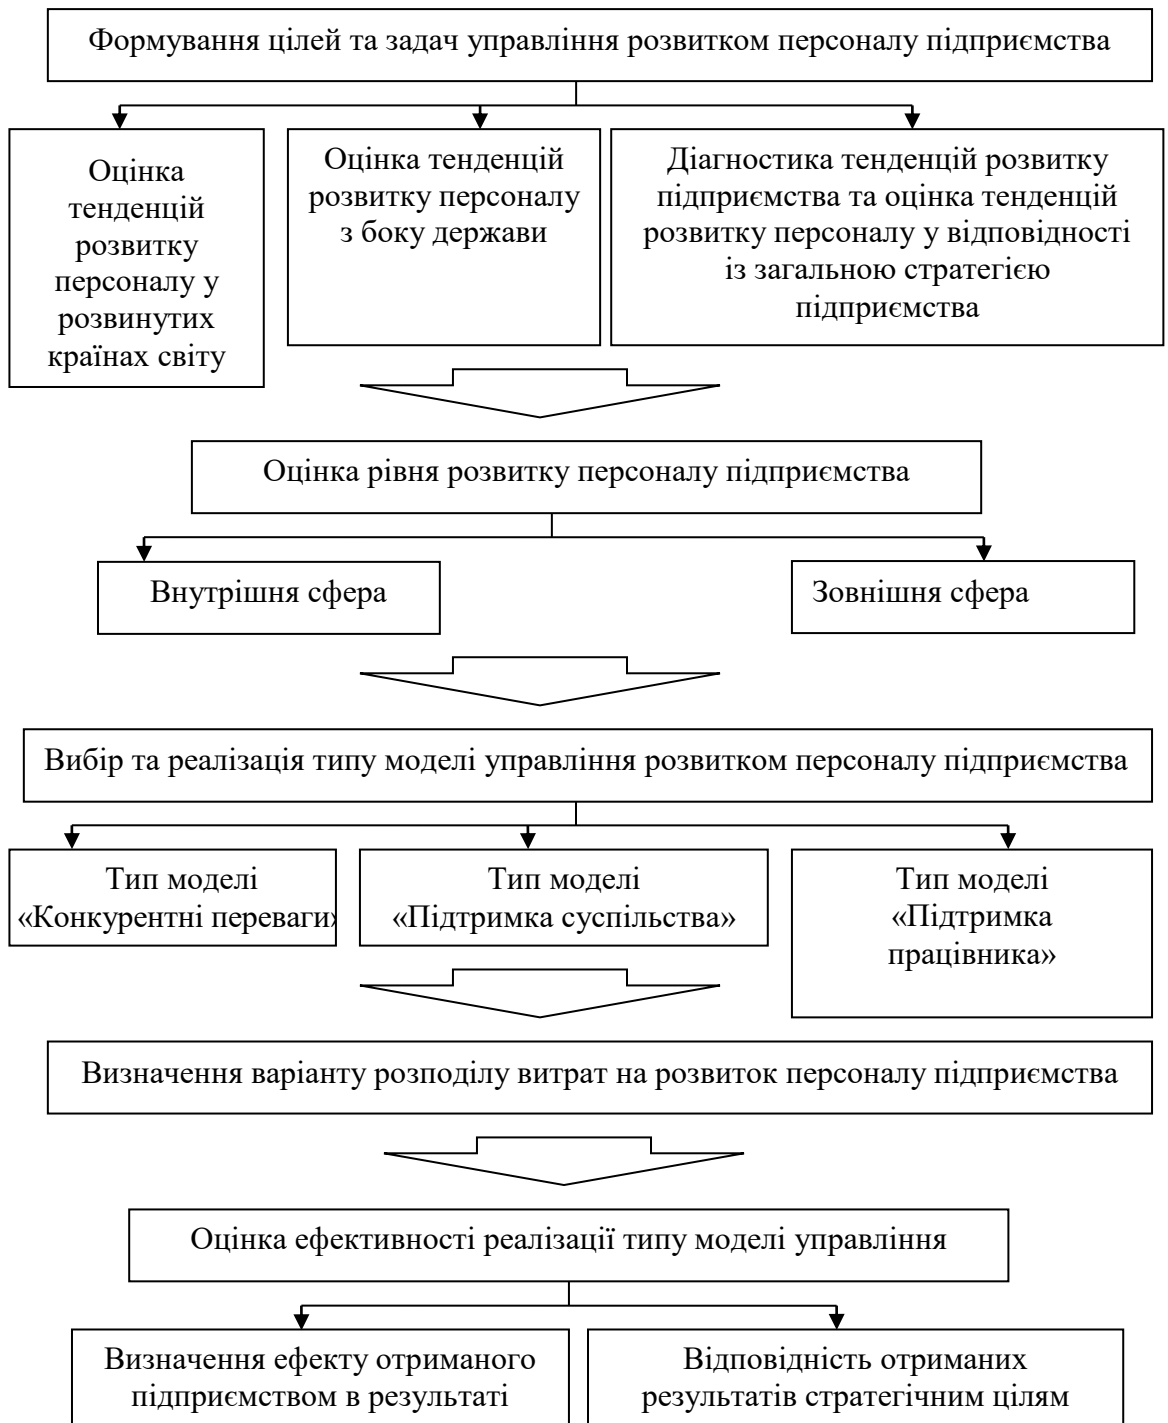 Формування цілей та задач управління розвитком персоналу підприємства
Оцінка
тенденцій
розвитку
персоналу у
розвинутих
країнах світу
Оцінка тенденцій
розвитку персоналу
з боку держави
Діагностика тенденцій розвитку
підприємства та оцінка тенденцій
розвитку персоналу у відповідності
із загальною стратегією
підприємства
Оцінка рівня розвитку персоналу підприємства
Внутрішня сфера
Зовнішня сфера
Вибір та реалізація типу моделі управління розвитком персоналу підприємства
Тип моделі
«Конкурентні переваги»
Тип моделі
«Підтримка суспільства»
Тип моделі
«Підтримка
працівника»
Визначення варіанту розподілу витрат на розвиток персоналу підприємства
Оцінка ефективності реалізації типу моделі управління
Визначення ефекту отриманого
підприємством в результаті
Відповідність отриманих
результатів стратегічним цілям